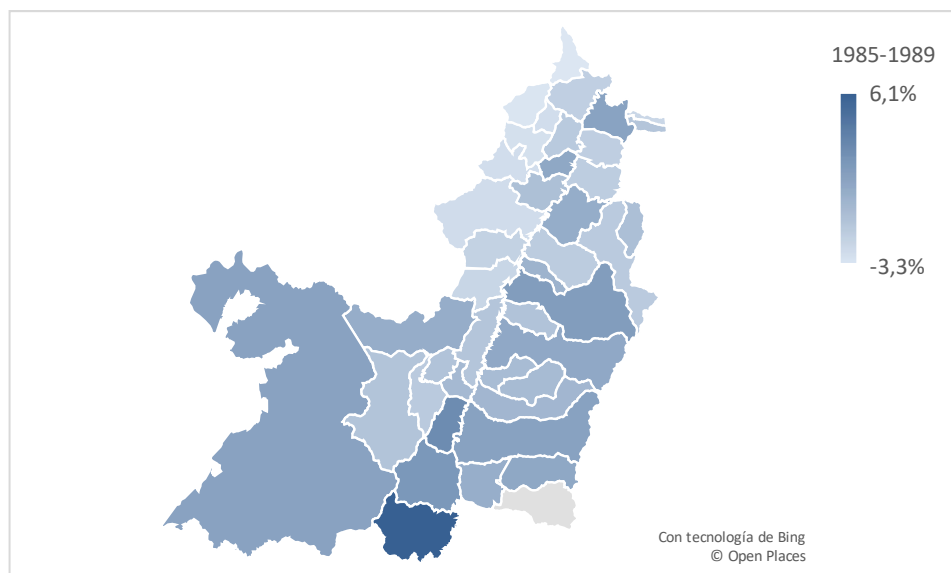 1985-1989
6,1%
-3,3%
Con tecnología de Bing
© Open Places